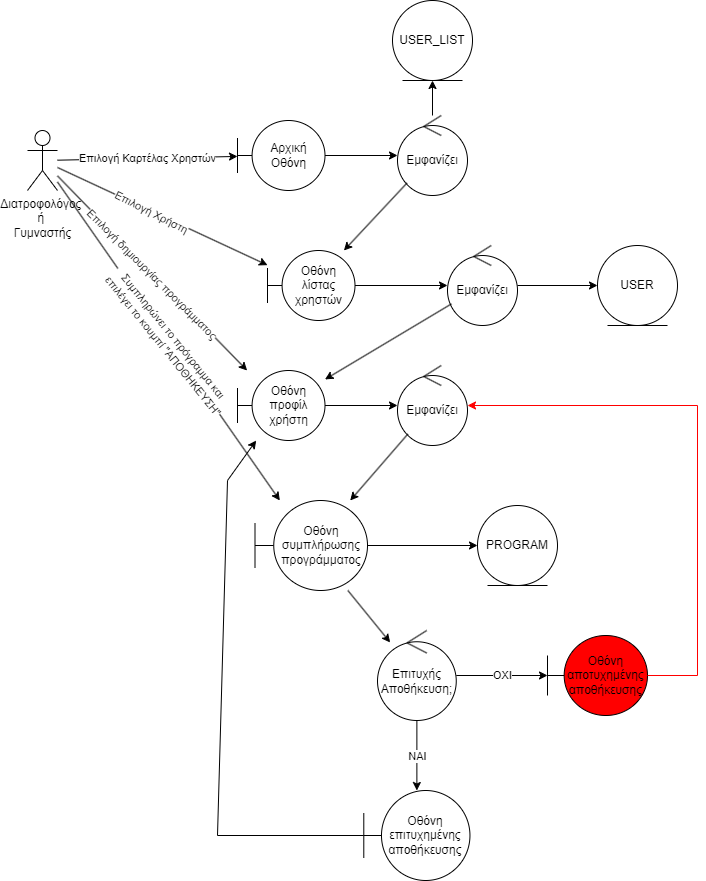 USER_LIST
Αρχική
Οθόνη
Εμφανίζει
Επιλογή Καρτέλας Χρηστών
Διατροφολόγος
ή
Γυμναστής
Επιλογή Χρήστη
Επιλογή δημιουργίας προγράμματος
Συμπληρώνει το πρόγραμμα και
επιλέγει το κουμπί "ΑΠΟΘΗΚΕΥΣΗ"
Οθόνη
λίστας
χρηστών
Εμφανίζει
USER
Οθόνη
προφίλ
χρήστη
Εμφανίζει
Οθόνη
συμπλήρωσης
προγράμματος
PROGRAM
Επιτυχής
Αποθήκευση;
ΟΧΙ
Οθόνη
αποτυχημένης
αποθήκευσης
ΝΑΙ
Οθόνη
επιτυχημένης
αποθήκευσης